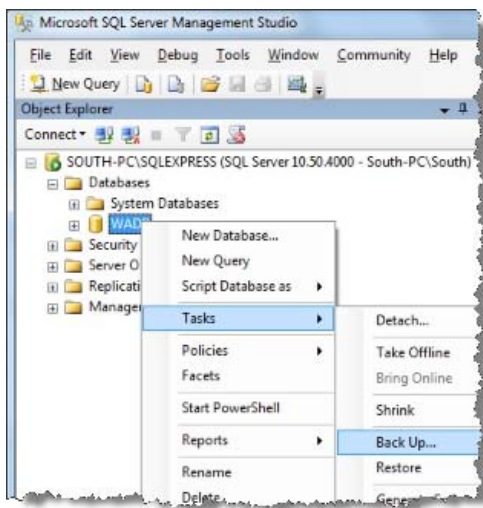 Microsoft SQL Server Management Studio
File Edit View Debug Tools Window Community Help
New Query
Object Explorer
Connect
SOUTH-PC\SQLEXPRESS (SQL Server 10.50.4000 - South-PC\South)
Databases
System Databases
Security
Server O
Replicati
Manage
New Database...
New Query
Script Database as
Tasks
Policies
Facets
Start PowerShell
Reports
Rename
Delete
Detach...
Take Offline
Bring Online
Shrink
Back Up...
Restore